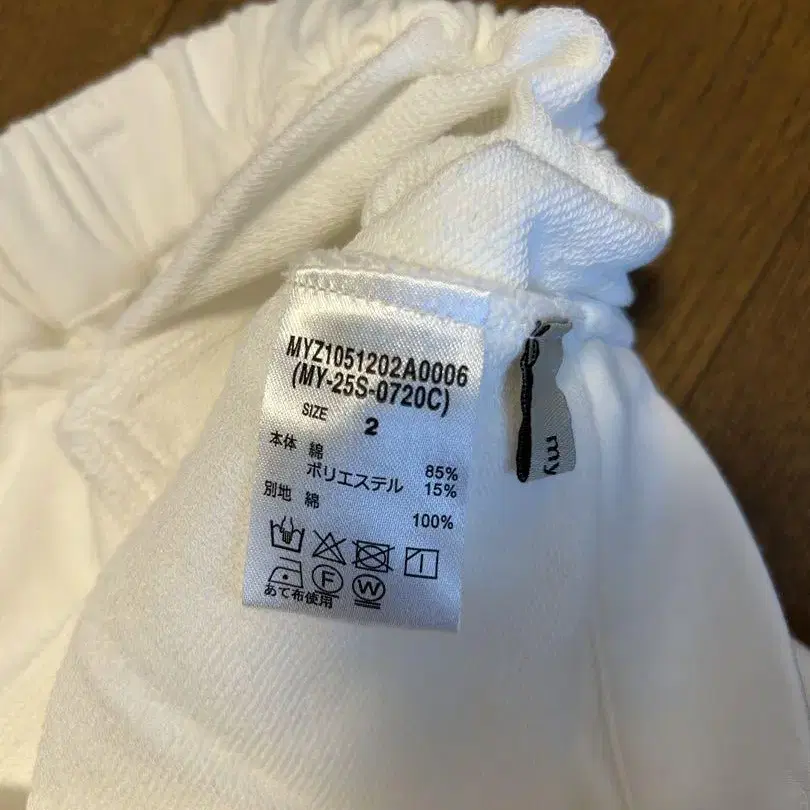 MYZ1051202A0006
(MY-25S-0720C)
SIZE 2
本体 綿 85%
ポリエステル 15%
別地 綿 100%
F W
あて布使用
my